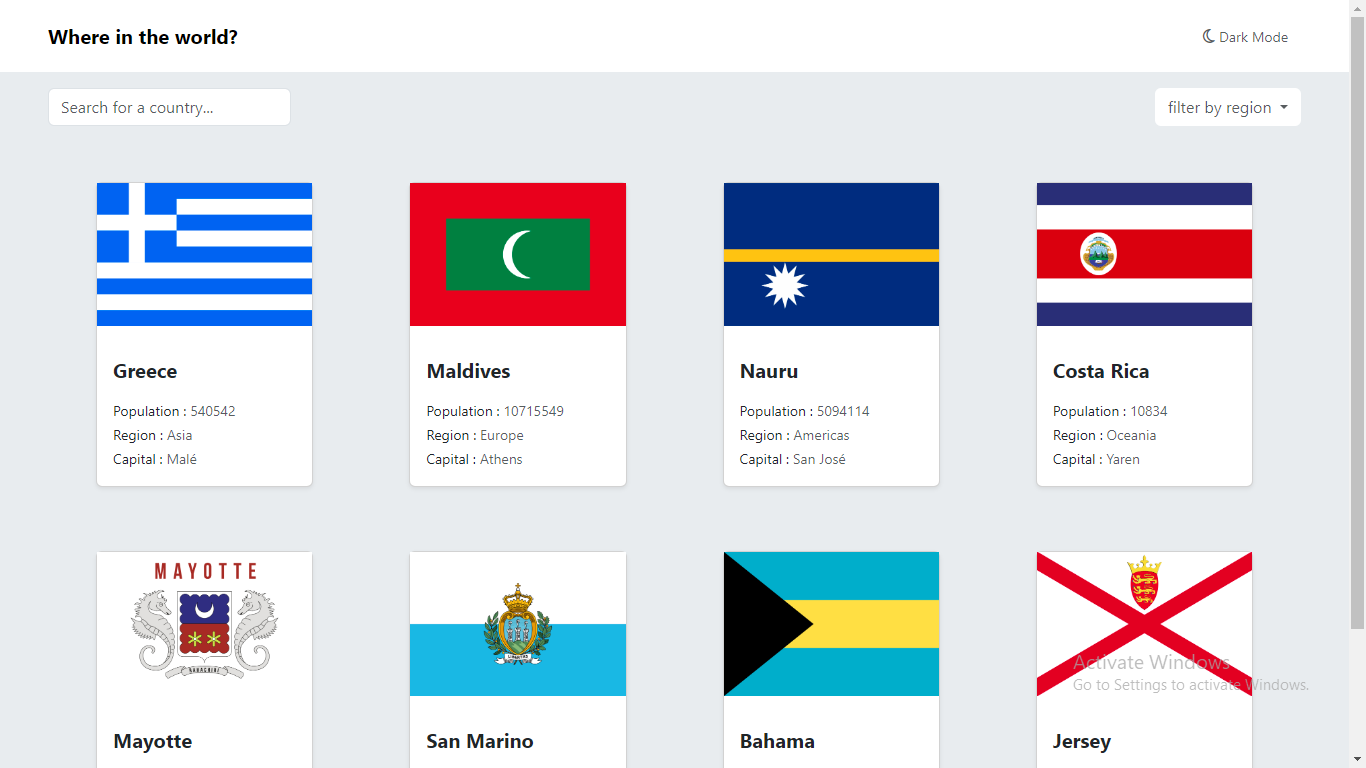 Where in the world?
Dark Mode
Search for a country...
filter by region
Greece
Population : 540542
Region : Asia
Capital : Malé
Maldives
Population : 10715549
Region : Europe
Capital : Athens
Nauru
Population : 5094114
Region : Americas
Capital : San José
Costa Rica
Population : 10834
Region : Oceania
Capital : Yaren
MAYOTTE
Mayotte
LIBERTAS
San Marino
Bahama
Jersey
Activate Windows
Go to Settings to activate Windows.